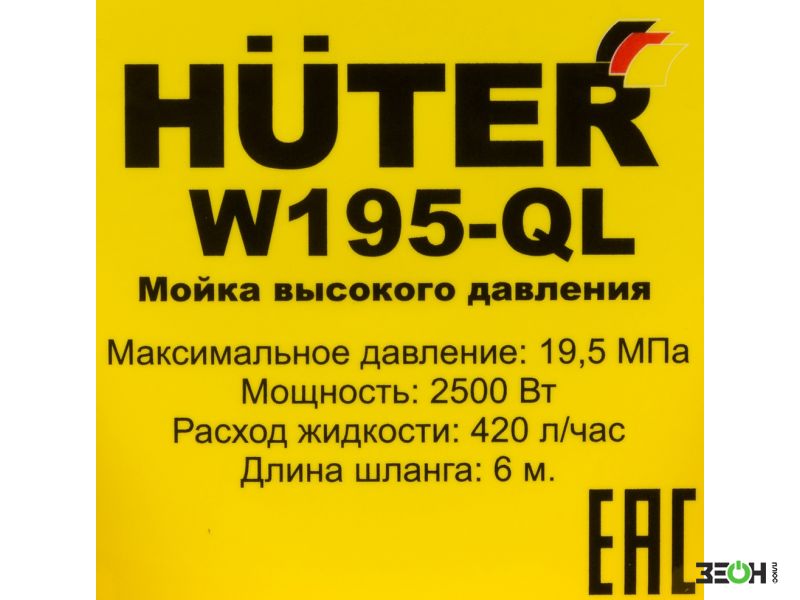 HÜTER
W195-QL
Мойка высокого давления
Максимальное давление: 19,5 МПа
Мощность: 2500 Вт
Расход жидкости: 420 л/час
Длина шланга: 6 м.
EAC
ЗЕОН